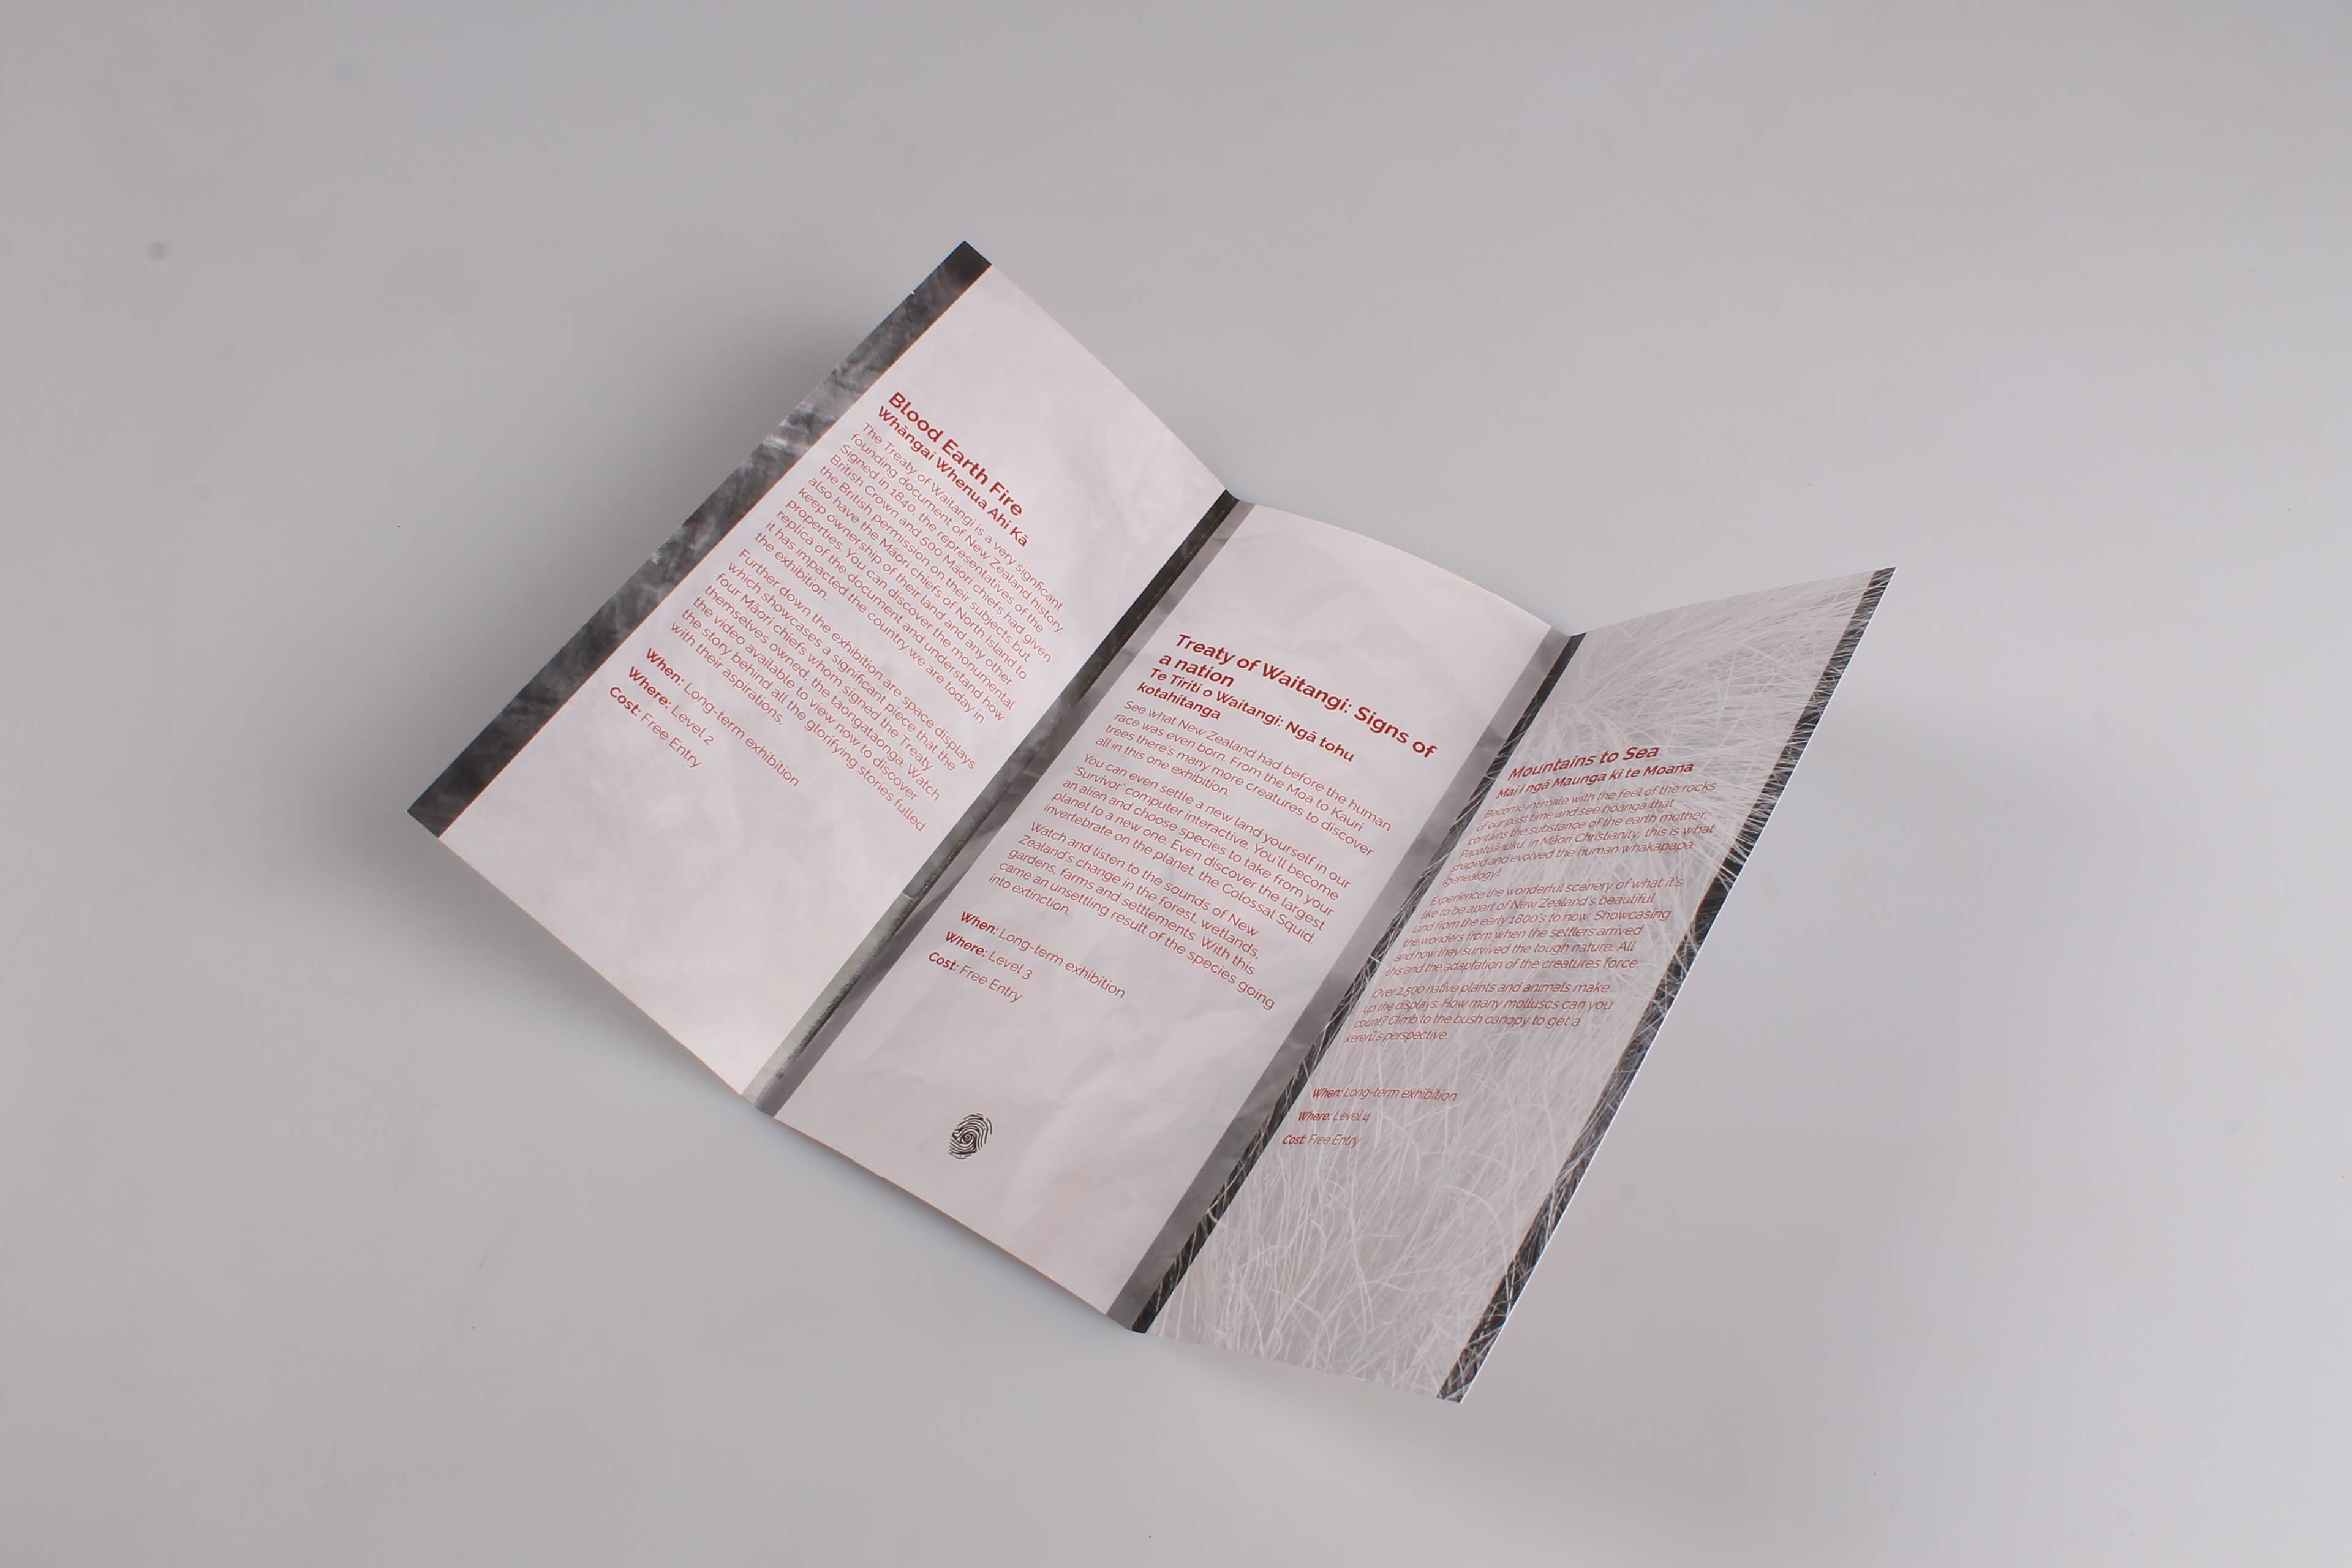 Blood Earth Fire
Whāngai Whenua Ahi Kā
The Treaty of Waitangi is a very signficant
founding document of New Zealand history.
Signed in 1840, the representatives of the
British Crown and 500 Māori chiefs had given
the British permission on their subjects but
also have the Māori chiefs of North Island to
keep ownership of their land and any other
properties. You can discover the monumental
replica of the document and understand how
it has impacted the country we are today in
the exhibition.
Further down the exhibition are space displays
which showcases a significant piece that the
four Māori chiefs whom signed the Treaty
themselves owned, the taongataonga. Watch
the video available to view now to discover
the story behind all the glorifying stories fulled
with their aspirations.
When: Long-term exhibition
Where: Level 2
Cost: Free Entry
Treaty of Waitangi: Signs of
a nation
Te Tiriti o Waitangi: Ngā tohu
kotahitanga
See what New Zealand had before the human
race was even born. From the Moa to Kauri
trees there's many more creatures to discover
all in this one exhibition.
You can even settle a new land yourself in our
'Survivor' computer interactive. You'll become
an alien and choose species to take from your
planet to a new one. Even discover the largest
invertebrate on the planet, the Colossal Squid.
Watch and listen to the sounds of New
Zealand's change in the forest, wetlands,
gardens, farms and settlements. With this
came an unsettling result of the species going
into extinction.
When: Long-term exhibition
Where: Level 3
Cost: Free Entry
Mountains to Sea
Mai i ngā Maunga ki te Moana
Become intimate with the feel of the rocks
of our past time and see hōanga that
contains the substance of the earth mother,
Papatūānuku. In Māori Christianity, this is what
shaped and evolved the human whakapapa
(genealogy).
Experience the wonderful scenery of what it's
like to be apart of New Zealand's beautiful
land from the early 1800's to now. Showcasing
the wonders from when the settlers arrived
and how they survived the tough nature. All
this and the adaptation of the creatures' force.
Over 2,500 native plants and animals make
up the displays. How many molluscs can you
count? Climb to the bush canopy to get a
kererū's perspective.
When: Long-term exhibition
Where: Level 4
Cost: Free Entry